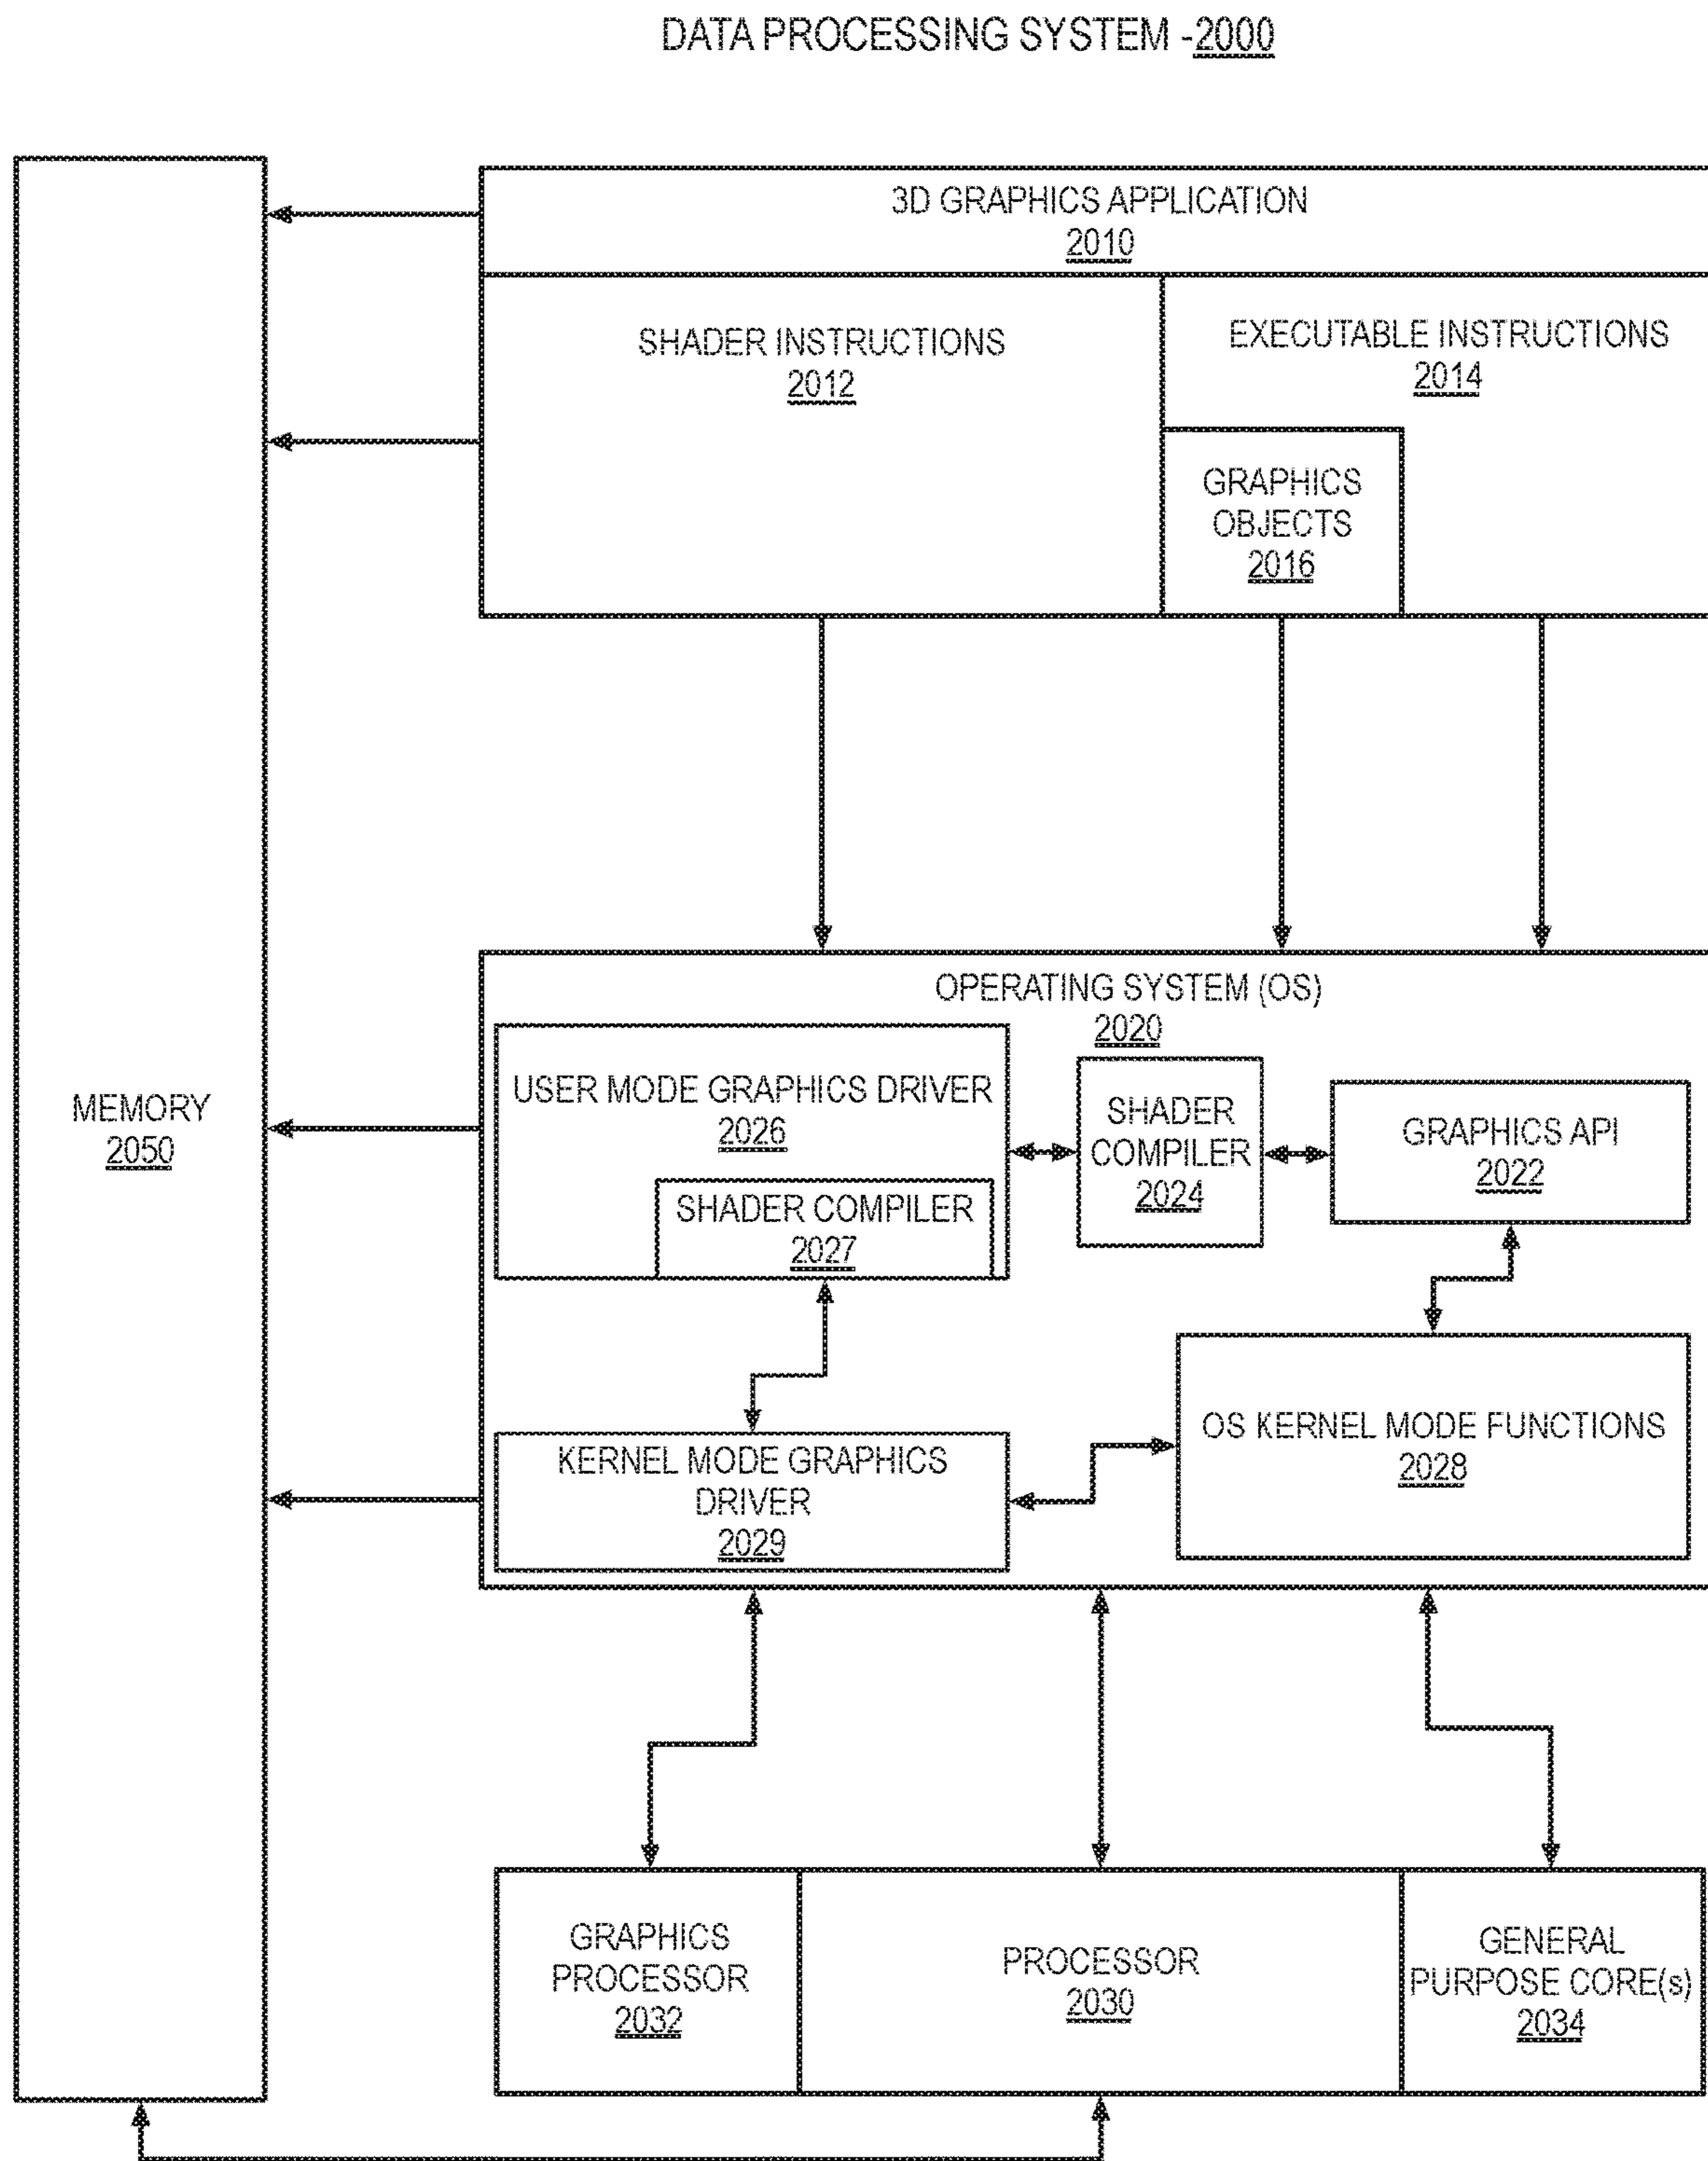 DATA PROCESSING SYSTEM -2000
3D GRAPHICS APPLICATION
2010
SHADER INSTRUCTIONS
2012
EXECUTABLE INSTRUCTIONS
2014
GRAPHICS
OBJECTS
2016
MEMORY
2050
OPERATING SYSTEM (OS)
2020
USER MODE GRAPHICS DRIVER
2026
SHADER COMPILER
2027
SHADER
COMPILER
2024
GRAPHICS API
2022
KERNEL MODE GRAPHICS
DRIVER
2029
OS KERNEL MODE FUNCTIONS
2028
GRAPHICS
PROCESSOR
2032
PROCESSOR
2030
GENERAL
PURPOSE CORE(s)
2034